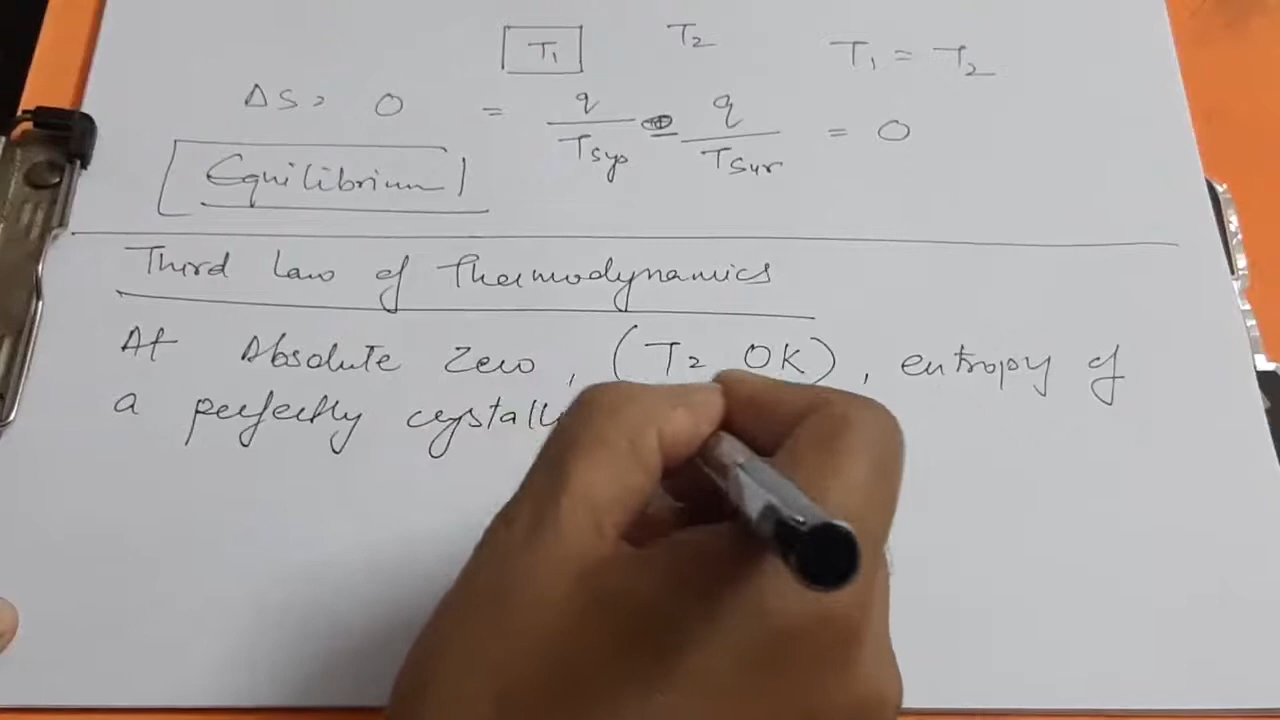 T₁ T₂ T₁ = T₂
ΔS = 0 = q/Tsys - q/Tsur = 0
Equilibrium
Third Law of Thermodynamics
At Absolute Zero, (T = 0K), entropy of
a perfectly